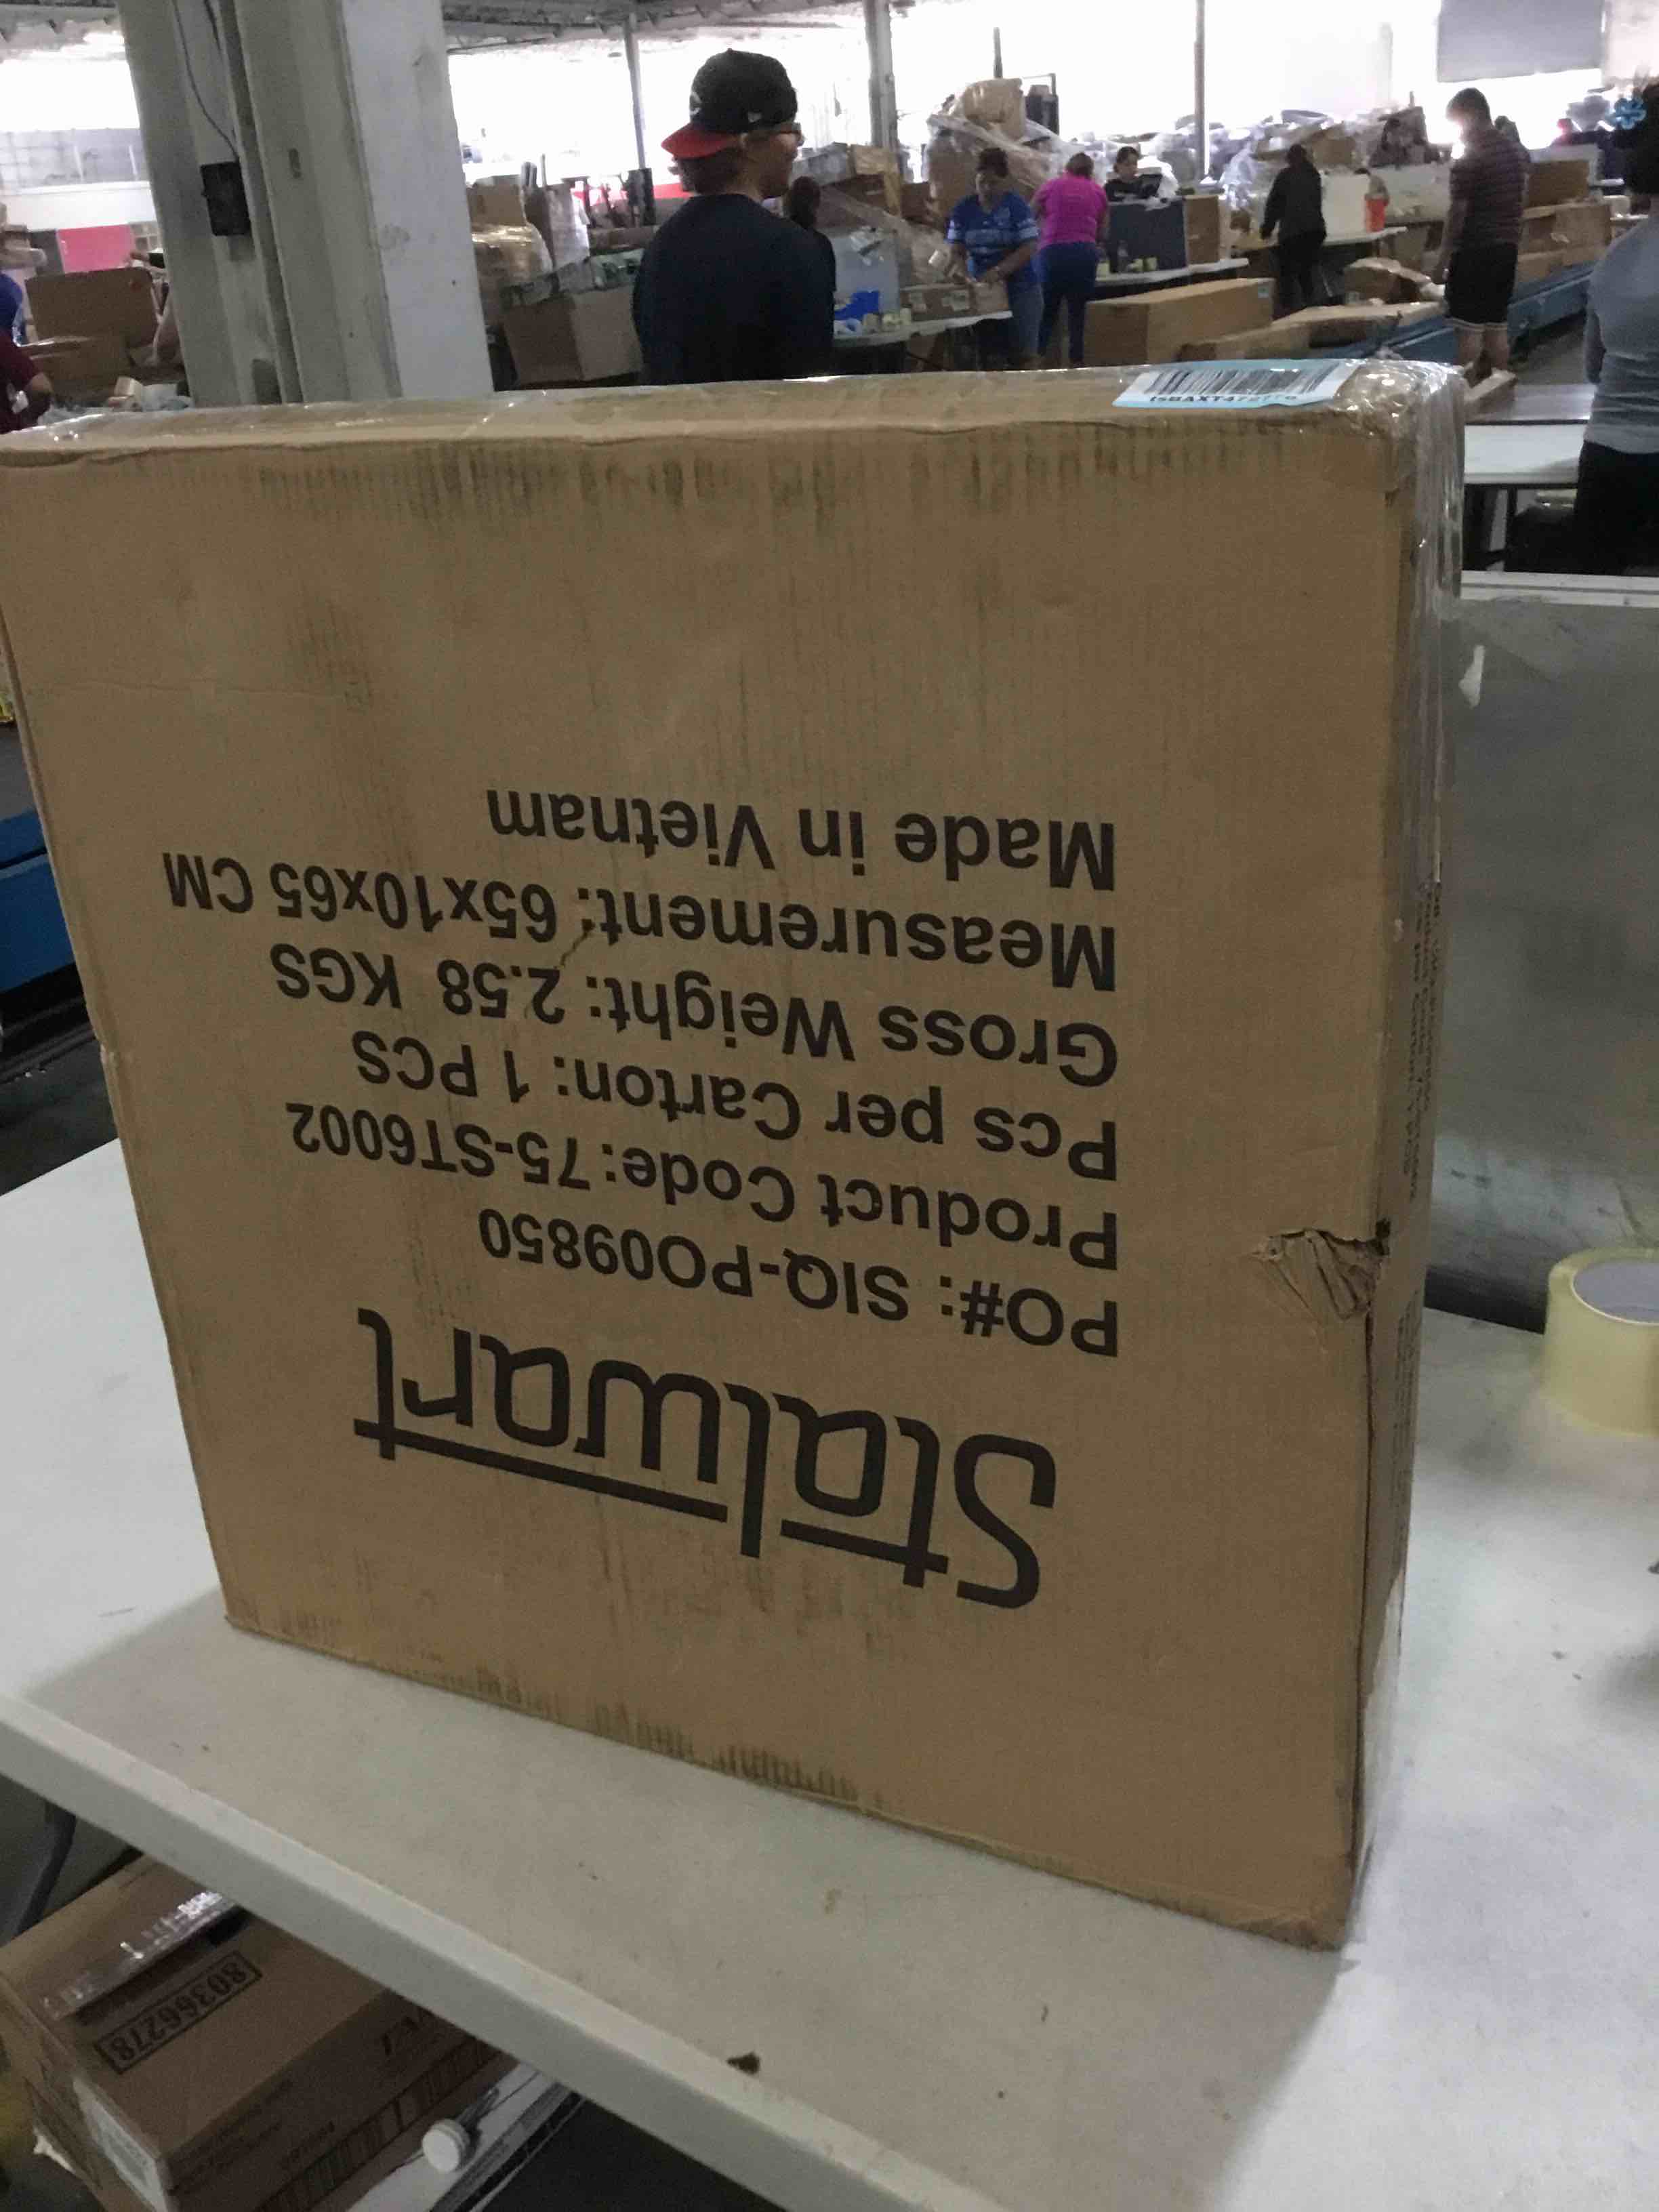 Stalwart
PO#: SIQ-PO09850
Product Code:75-ST6002
Pcs per Carton: 1 PCS
Gross Weight: 2.58 KGS
Measurement: 65x10x65 CM
Made in Vietnam
80366278